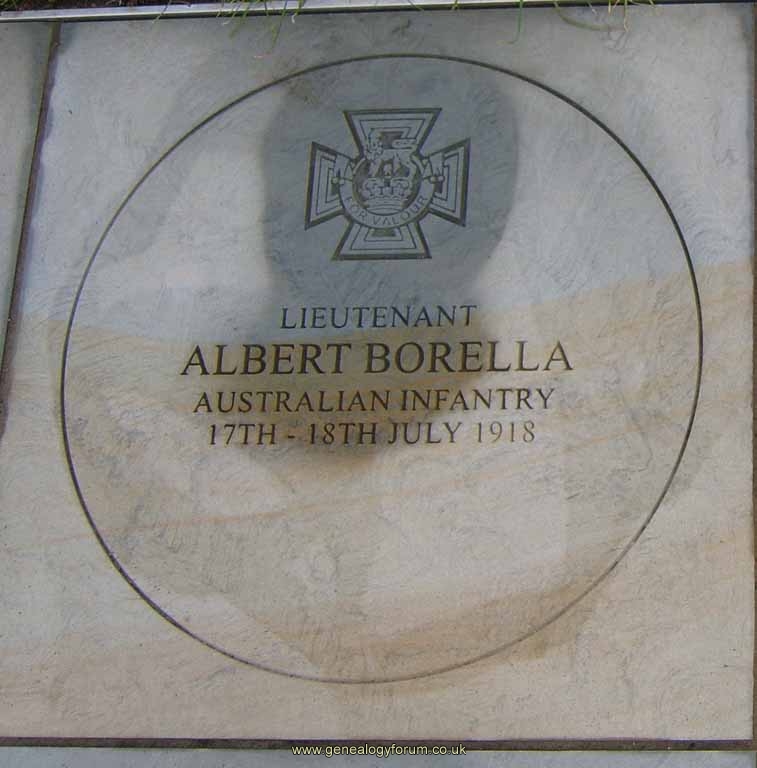 FOR VALOUR
LIEUTENANT
ALBERT BORELLA
AUSTRALIAN INFANTRY
17TH - 18TH JULY 1918
www.genealogyforum.co.uk